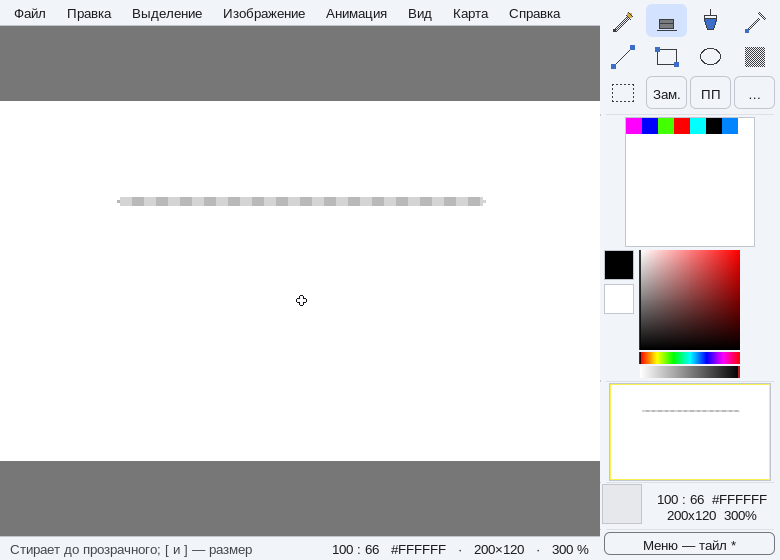 Файл Правка Выделение Изображение Анимация Вид Карта Справка
Зам. ПП ...
100 : 66 #FFFFFF
200x120 300%
Стирает до прозрачного; [ и ] — размер 100 : 66 #FFFFFF · 200×120 · 300 %
Меню — тайл *